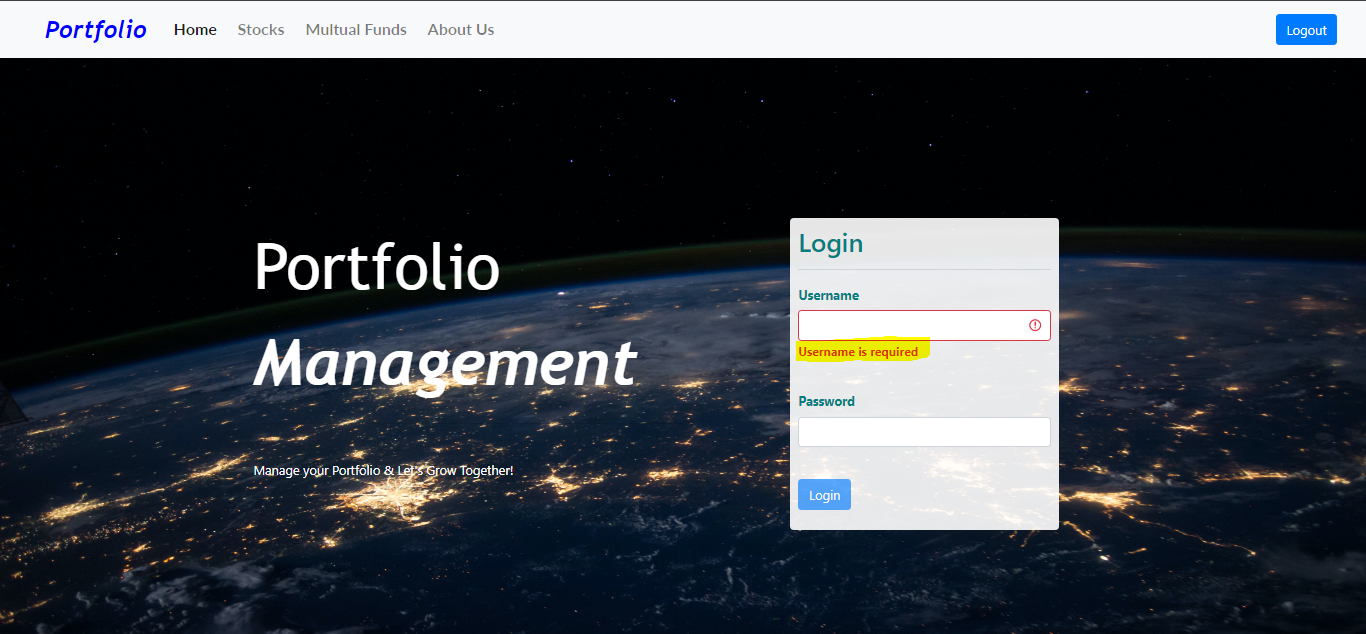 Portfolio Home Stocks Multual Funds About Us Logout
Portfolio
Management
Manage your Portfolio & Let's Grow Together!
Login
Username
Username is required
Password
Login